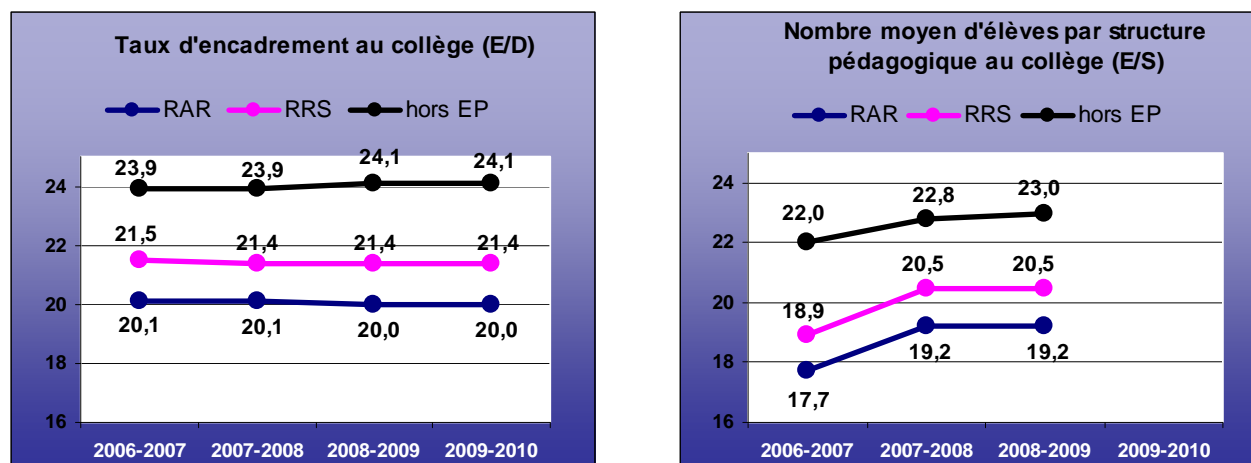 Taux d'encadrement au collège (E/D)
RAR RRS hors EP
23,9 23,9 24,1 24,1
21,5 21,4 21,4 21,4
20,1 20,1 20,0 20,0
24
22
20
18
16
2006-2007 2007-2008 2008-2009 2009-2010
Nombre moyen d'élèves par structure
pédagogique au collège (E/S)
RAR RRS hors EP
22,0 22,8 23,0
18,9 20,5 20,5
17,7 19,2 19,2
24
22
20
18
16
2006-2007 2007-2008 2008-2009 2009-2010